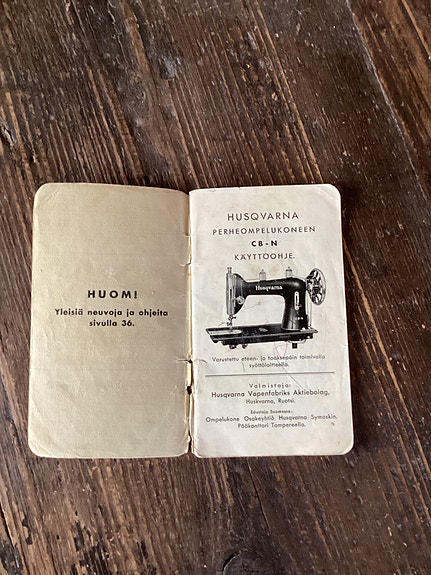 HUOM!
Yleisiä neuvoja ja ohjeita
sivulla 36.
HUSQVARNA
PERHEOMPELUKONEEN
CB-N
KÄYTTÖOHJE.
Husqvarna
Varustettu eteen- ja taaksepäin toimivalla
syöttölaitteella.
Valmistaja:
Husqvarna Vapenfabriks Aktiebolag,
Huskvarna, Ruotsi.
Edustaja Suomessa:
Ompelukone Osakeyhtiö Husqvarna Symaskin,
Pääkonttori Tampereella.